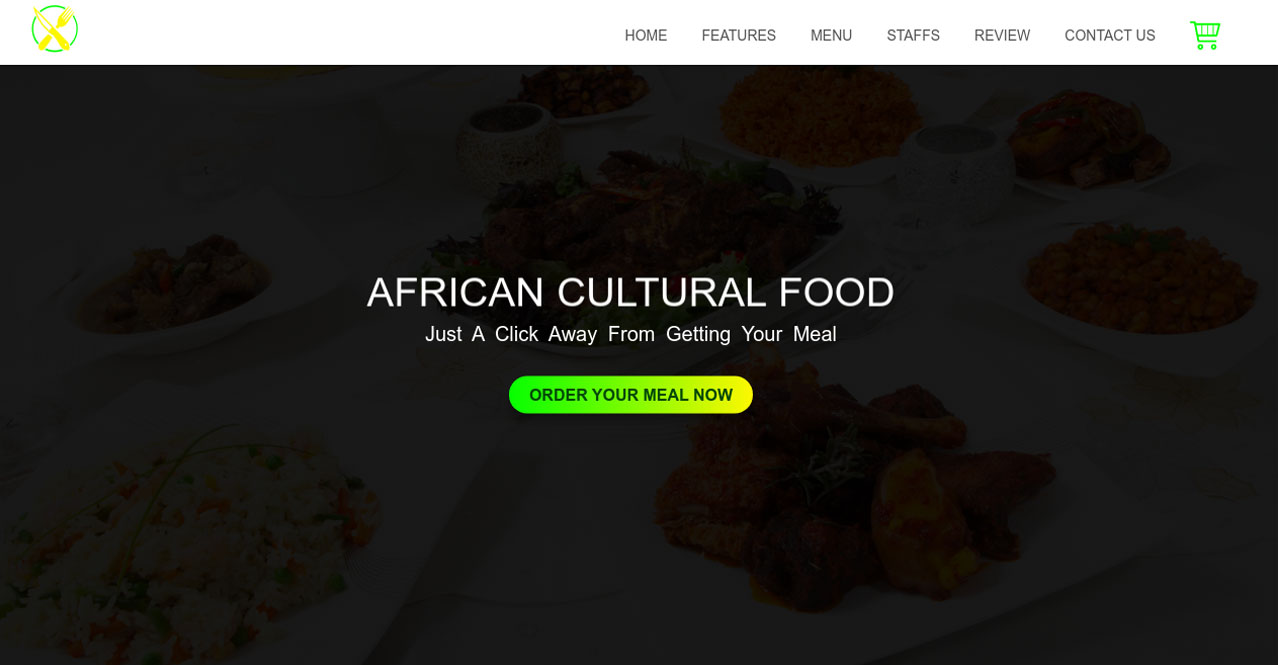 HOME FEATURES MENU STAFFS REVIEW CONTACT US
AFRICAN CULTURAL FOOD
Just A Click Away From Getting Your Meal
ORDER YOUR MEAL NOW